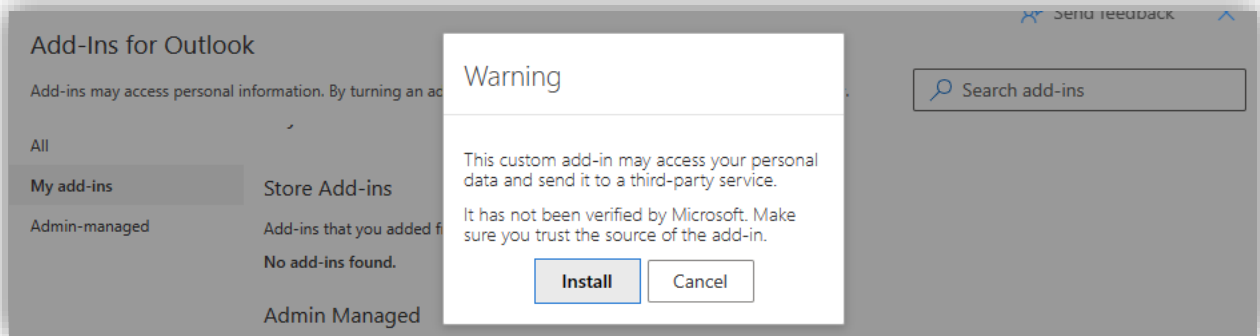 Send feedback
Add-Ins for Outlook
Warning
Add-ins may access personal information. By turning an
Search add-ins
All
This custom add-in may access your personal
data and send it to a third-party service.
My add-ins
Store Add-ins
It has not been verified by Microsoft. Make
sure you trust the source of the add-in.
Admin-managed
Add-ins that you added
No add-ins found.
Install
Cancel
Admin Managed